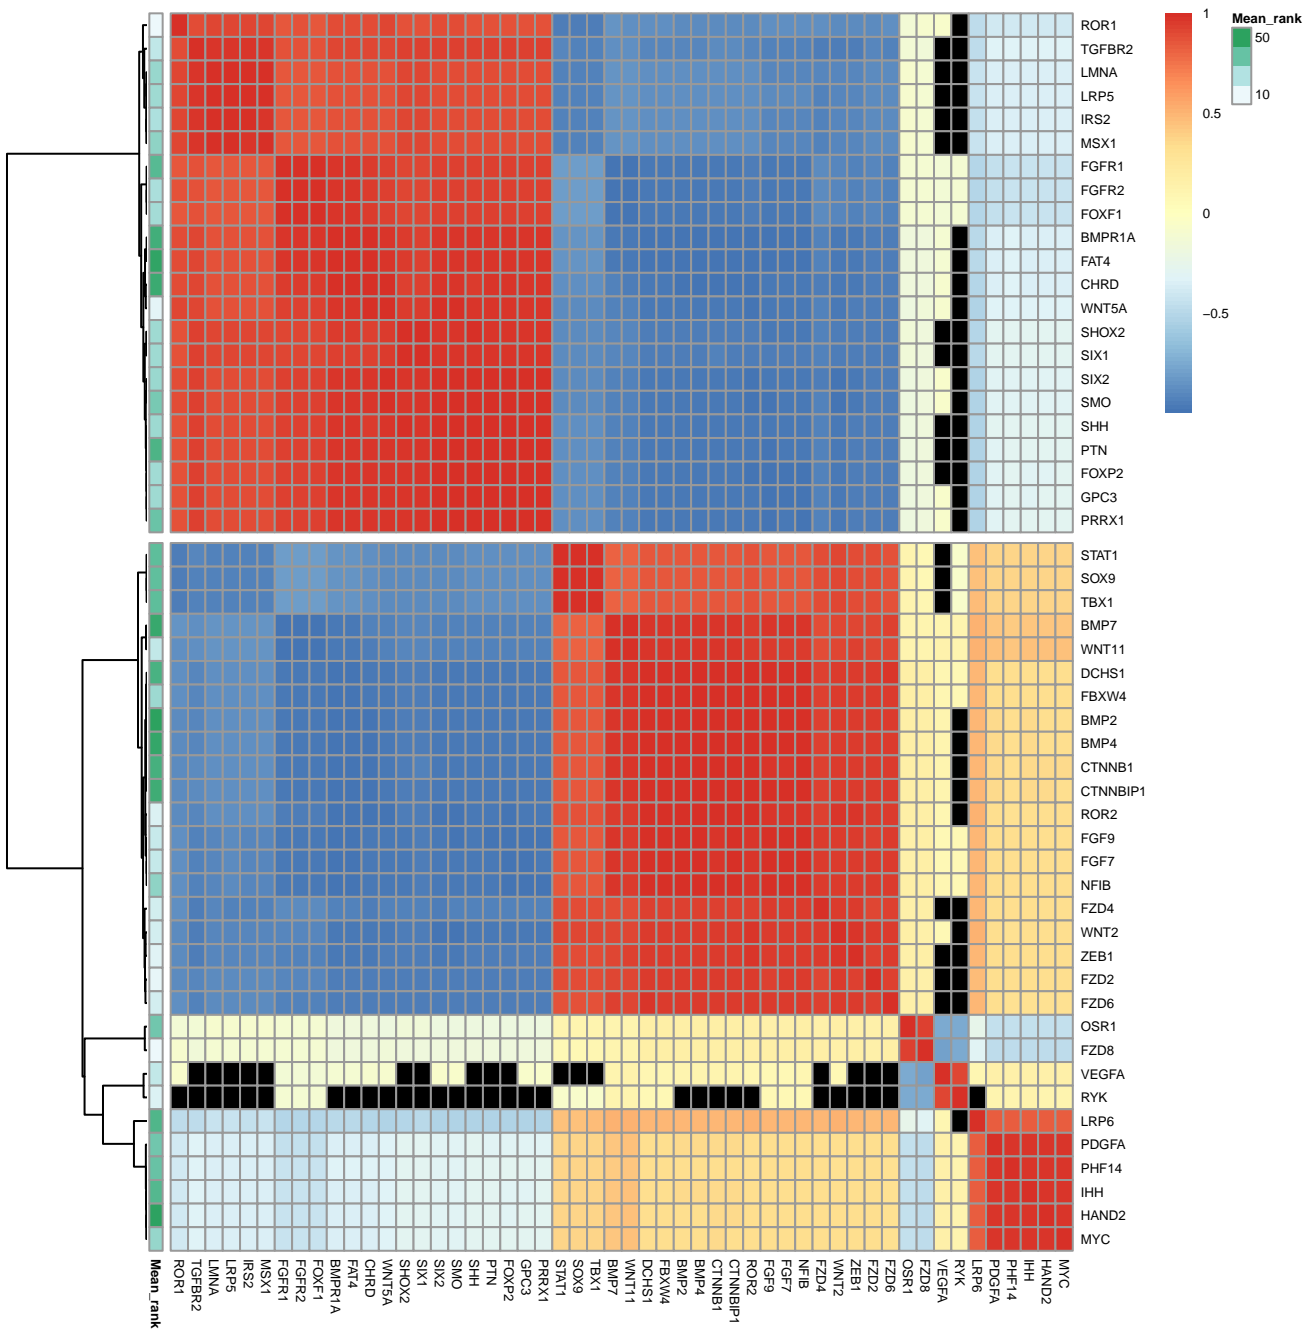 1
0.5
0
−0.5
Mean_rank
50
10
ROR1
TGFBR2
LMNA
LRP5
IRS2
MSX1
FGFR1
FGFR2
FOXF1
BMPR1A
FAT4
CHRD
WNT5A
SHOX2
SIX1
SIX2
SMO
SHH
PTN
FOXP2
GPC3
PRRX1
STAT1
SOX9
TBX1
BMP7
WNT11
DCHS1
FBXW4
BMP2
BMP4
CTNNB1
CTNNBIP1
ROR2
FGF9
FGF7
NFIB
FZD4
WNT2
ZEB1
FZD2
FZD6
OSR1
FZD8
VEGFA
RYK
LRP6
PDGFA
PHF14
IHH
HAND2
MYC
Mean_rank
ROR1
TGFBR2
LMNA
LRP5
IRS2
MSX1
FGFR1
FGFR2
FOXF1
BMPR1A
FAT4
CHRD
WNT5A
SHOX2
SIX1
SIX2
SMO
SHH
PTN
FOXP2
GPC3
PRRX1
STAT1
SOX9
TBX1
BMP7
WNT11
DCHS1
FBXW4
BMP2
BMP4
CTNNB1
CTNNBIP1
ROR2
FGF9
FGF7
NFIB
FZD4
WNT2
ZEB1
FZD2
FZD6
OSR1
FZD8
VEGFA
RYK
LRP6
PDGFA
PHF14
IHH
HAND2
MYC